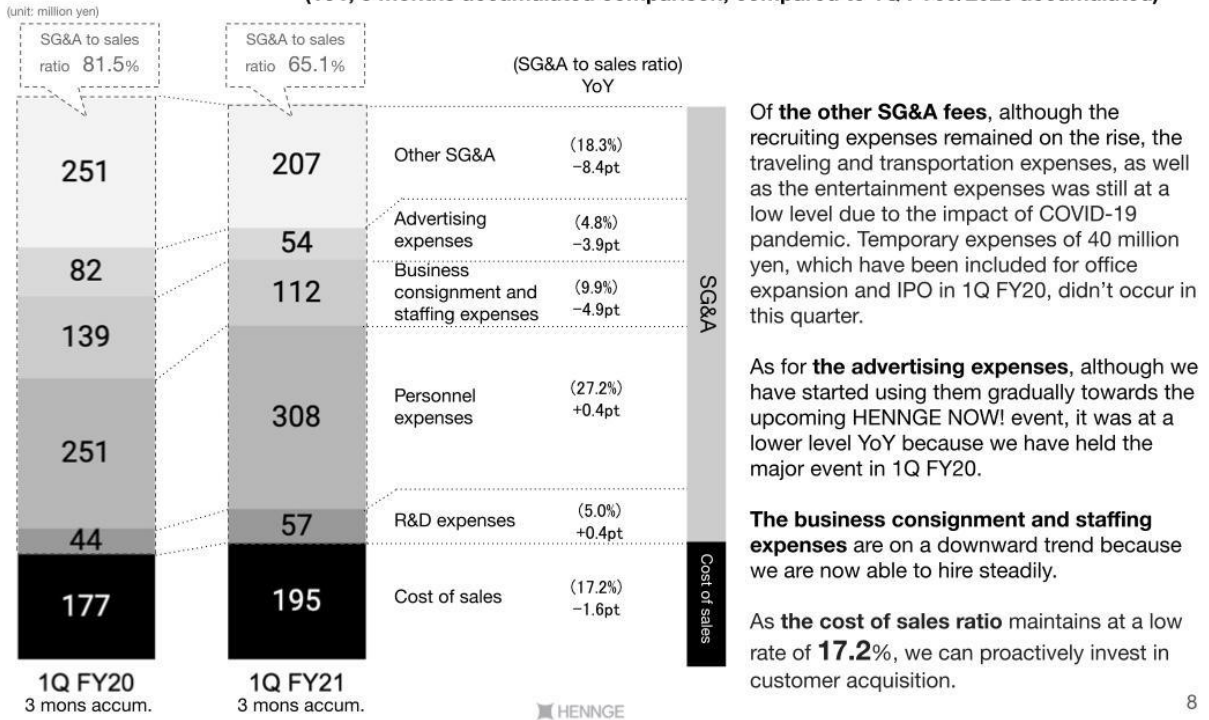 (unit: million yen)
SG&A to sales
ratio 81.5%
SG&A to sales
ratio 65.1%
(SG&A to sales ratio)
YoY
251
82
139
251
44
177
207
54
112
308
57
195
Other SG&A
(18.3%)
-8.4pt
Advertising
expenses
(4.8%)
-3.9pt
Business
consignment and
staffing expenses
(9.9%)
-4.9pt
Personnel
expenses
(27.2%)
+0.4pt
R&D expenses
(5.0%)
+0.4pt
Cost of sales
(17.2%)
-1.6pt
SG&A
Cost of sales
1Q FY20
3 mons accum.
1Q FY21
3 mons accum.
Of the other SG&A fees, although the
recruiting expenses remained on the rise, the
traveling and transportation expenses, as well
as the entertainment expenses was still at a
low level due to the impact of COVID-19
pandemic. Temporary expenses of 40 million
yen, which have been included for office
expansion and IPO in 1Q FY20, didn't occur in
this quarter.
As for the advertising expenses, although we
have started using them gradually towards the
upcoming HENNGE NOW! event, it was at a
lower level YoY because we have held the
major event in 1Q FY20.
The business consignment and staffing
expenses are on a downward trend because
we are now able to hire steadily.
As the cost of sales ratio maintains at a low
rate of 17.2%, we can proactively invest in
customer acquisition.
HENNGE
8